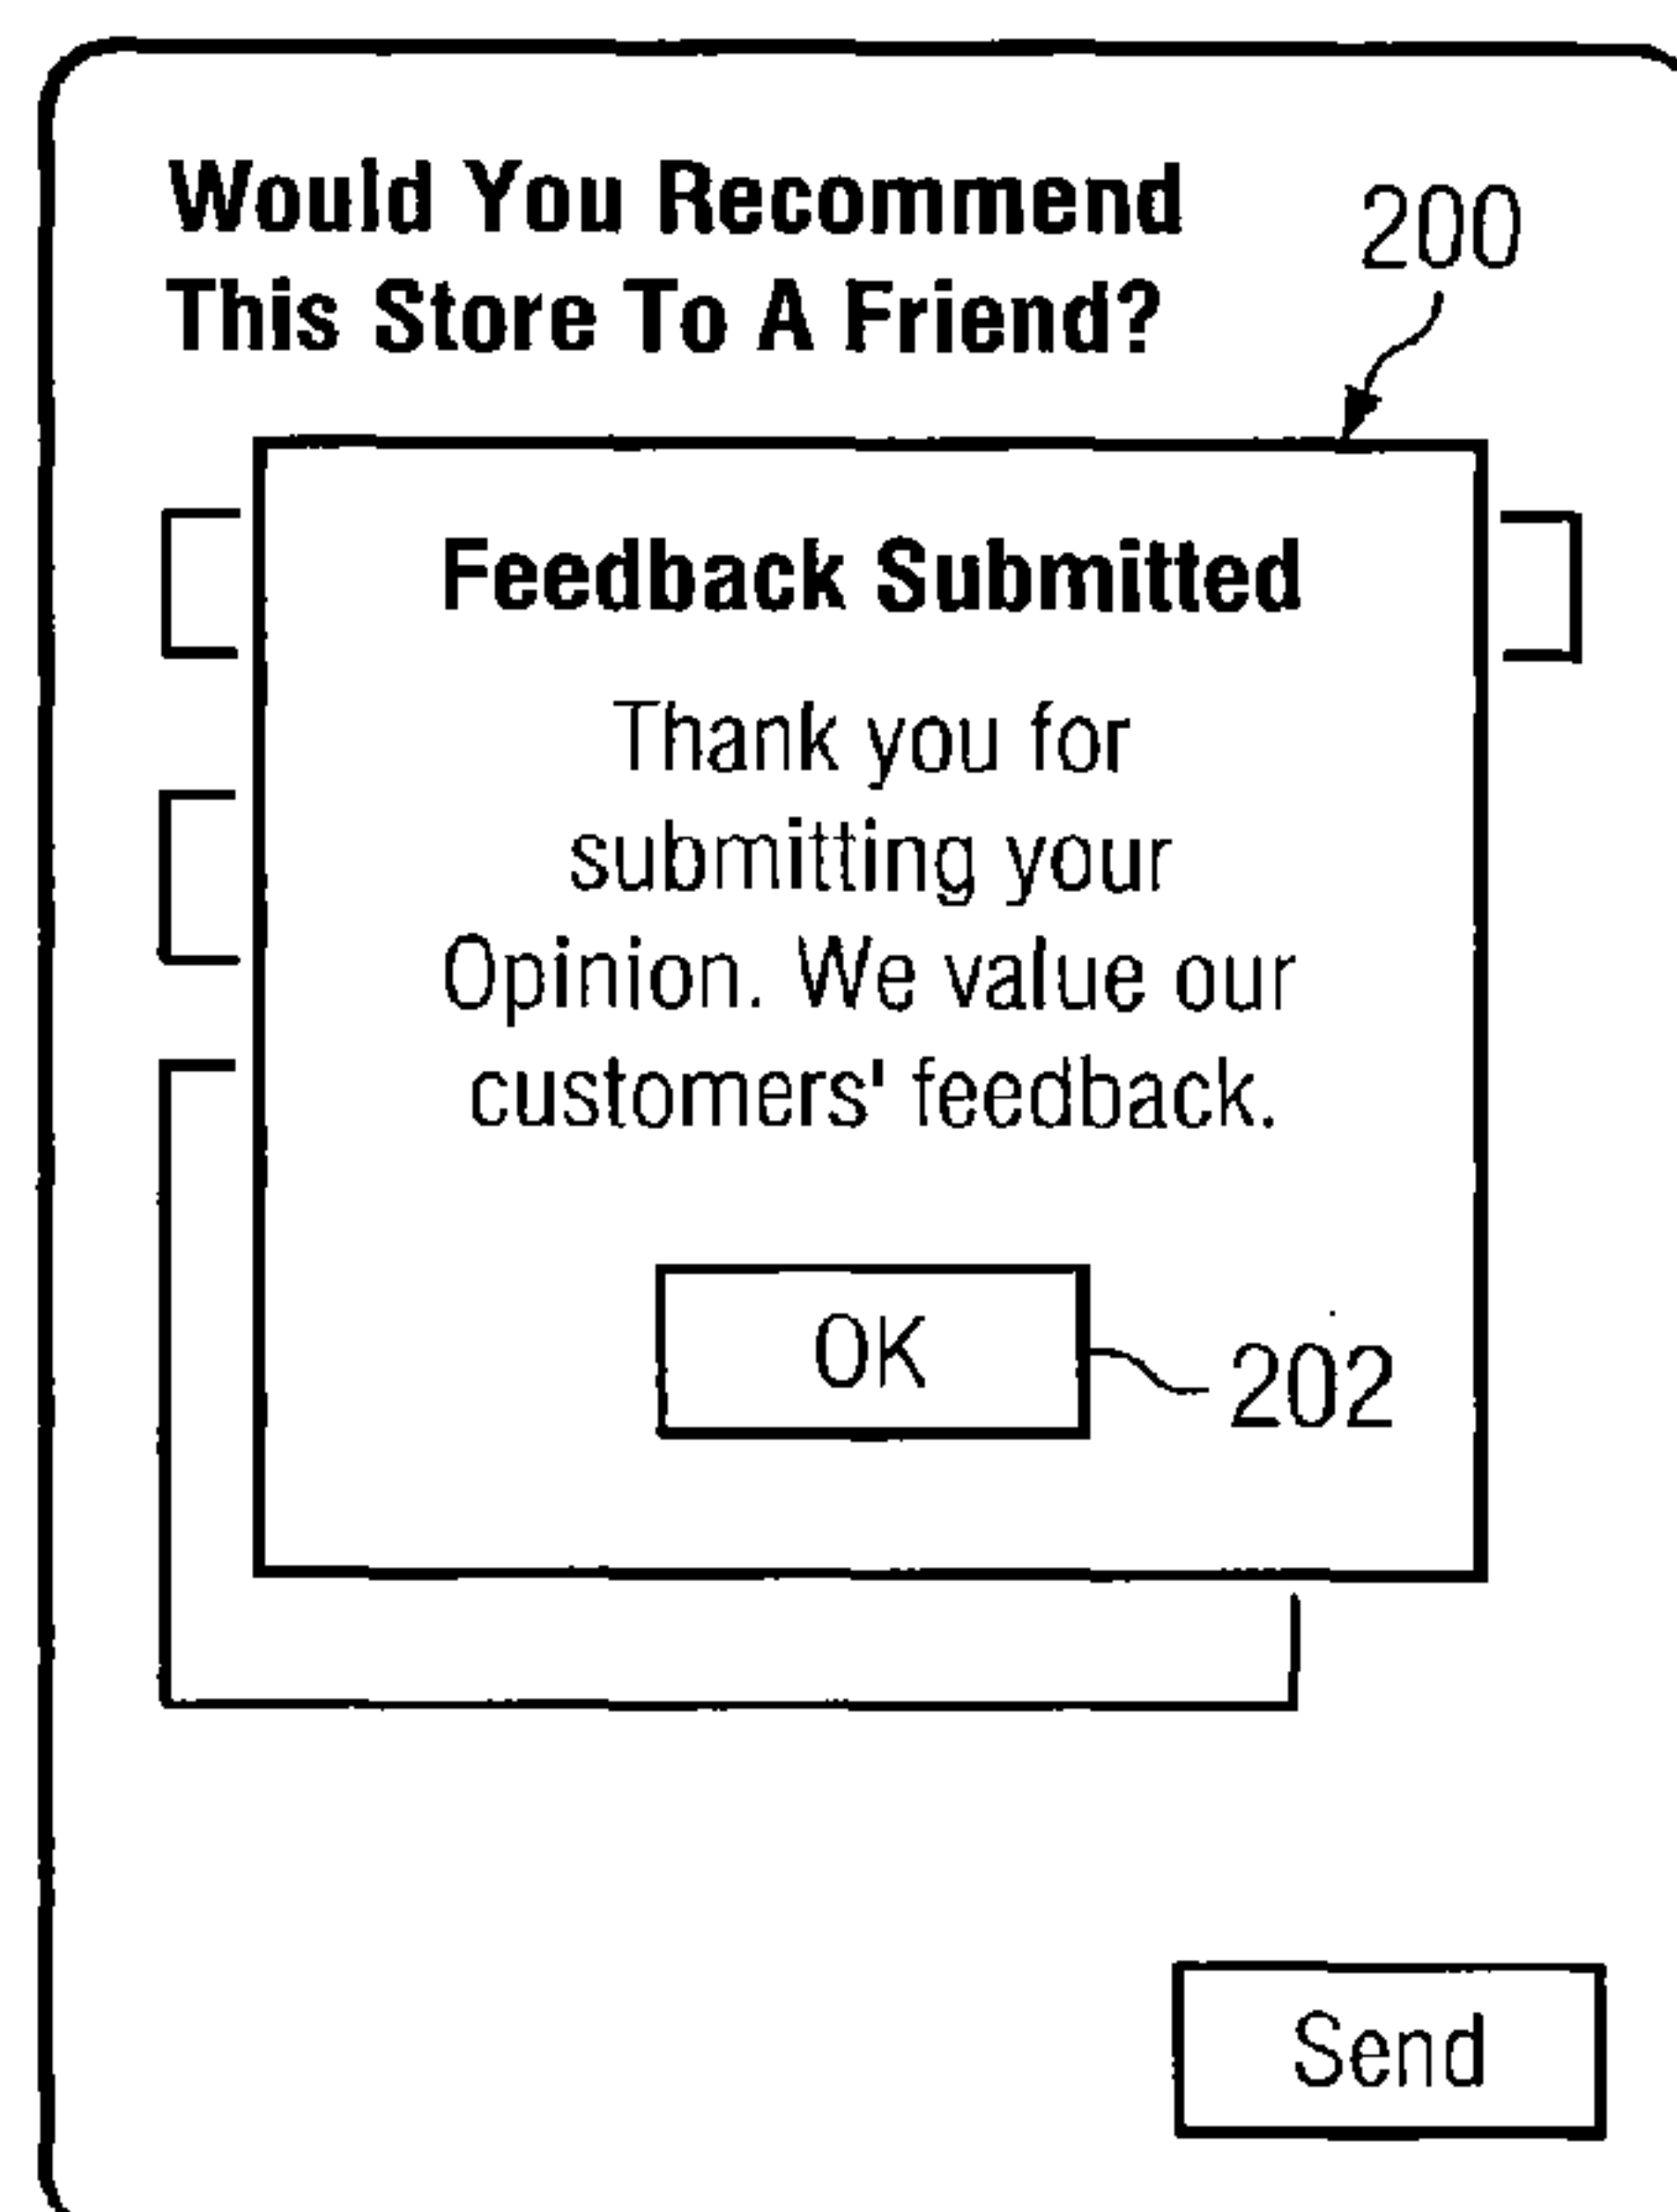 Would You Recommend
This Store To A Friend?
200
Feedback Submitted
Thank you for
submitting your
Opinion. We value our
customers' feedback.
OK
202
Send